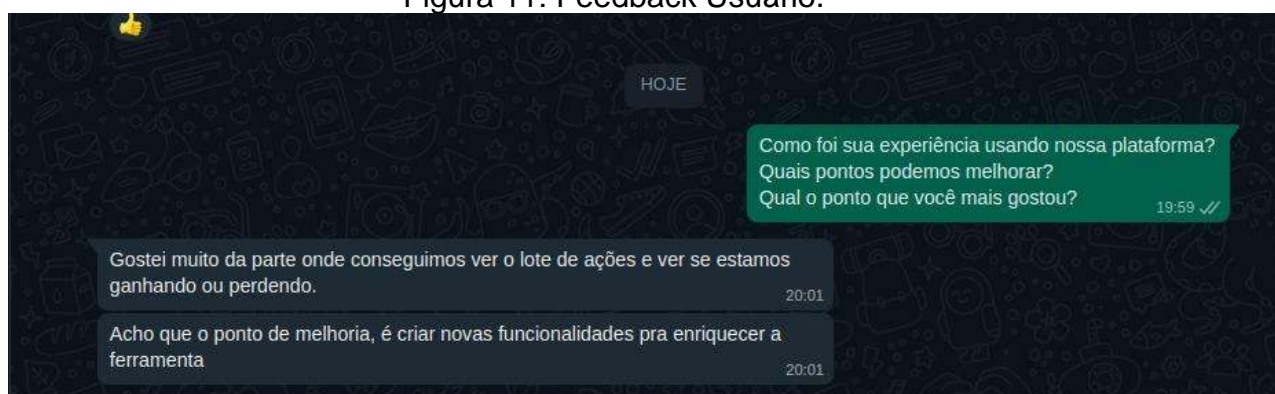 Figura 11: Feedback Usuário.
HOJE
Como foi sua experiência usando nossa plataforma?
Quais pontos podemos melhorar?
Qual o ponto que você mais gostou?
19:59
Gostei muito da parte onde conseguimos ver o lote de ações e ver se estamos
ganhando ou perdendo.
20:01
Acho que o ponto de melhoria, é criar novas funcionalidades pra enriquecer a
ferramenta
20:01